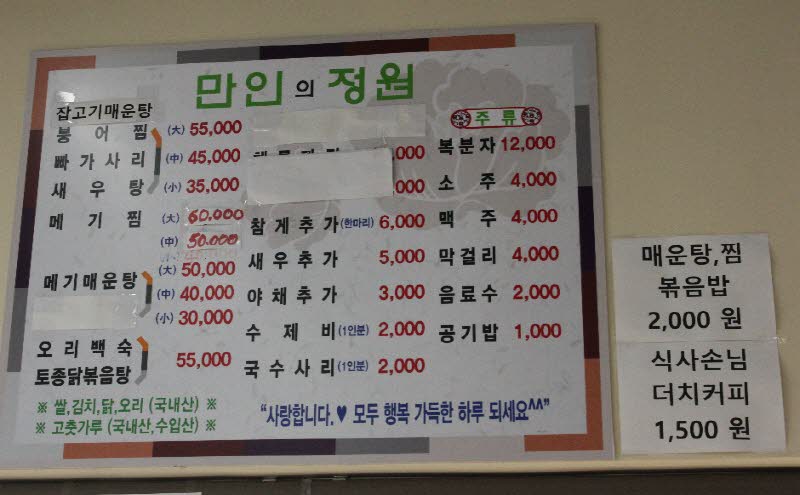 만인의 정원
잡고기매운탕
붕어찜 (大) 55,000
빠가사리 (中) 45,000
새우탕 (小) 35,000
메기찜 (大) 60.000
(中) 50.000
메기매운탕 (大) 50,000
(中) 40,000
(小) 30,000
오리백숙
토종닭볶음탕 55,000
※ 쌀,김치,닭,오리 (국내산) ※
※ 고춧가루 (국내산,수입산) ※
,000
000
참게추가(한마리) 6,000
새우추가 5,000
야채추가 3,000
수제비(1인분) 2,000
국수사리(1인분) 2,000
주류
복분자 12,000
소주 4,000
맥주 4,000
막걸리 4,000
음료수 2,000
공기밥 1,000
“사랑합니다.♥ 모두 행복 가득한 하루 되세요^^”
매운탕,찜
볶음밥
2,000 원
식사손님
더치커피
1,500 원